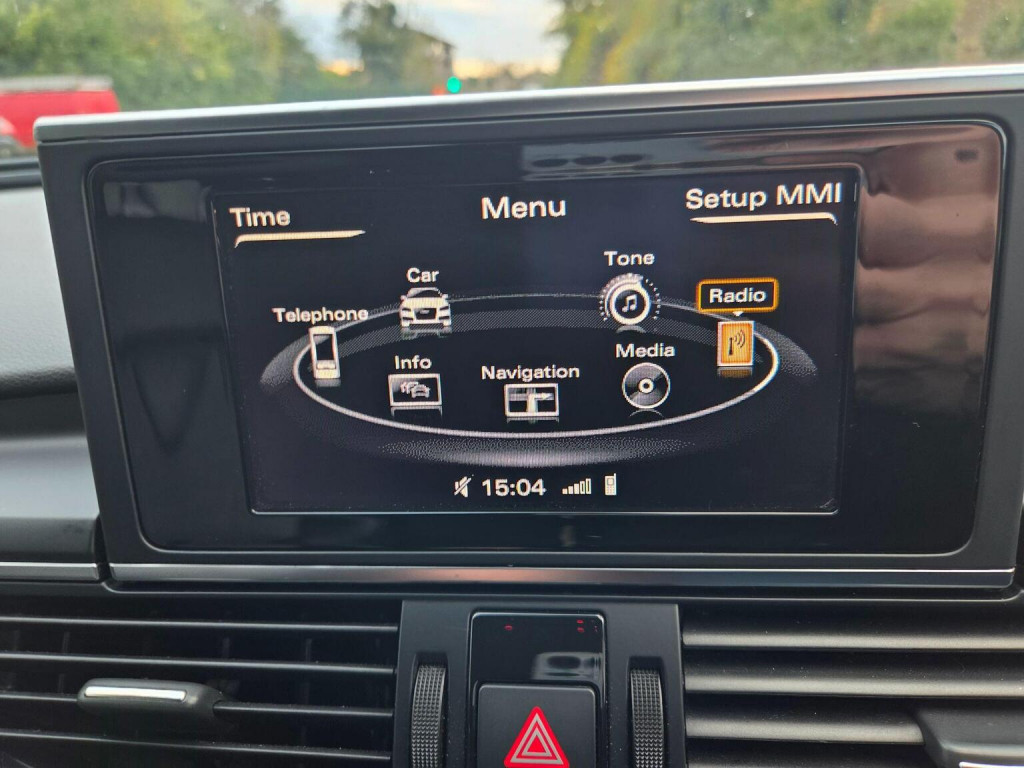 Time
Menu
Setup MMI
Car
Tone
Telephone
Radio
Info
Navigation
Media
15:04